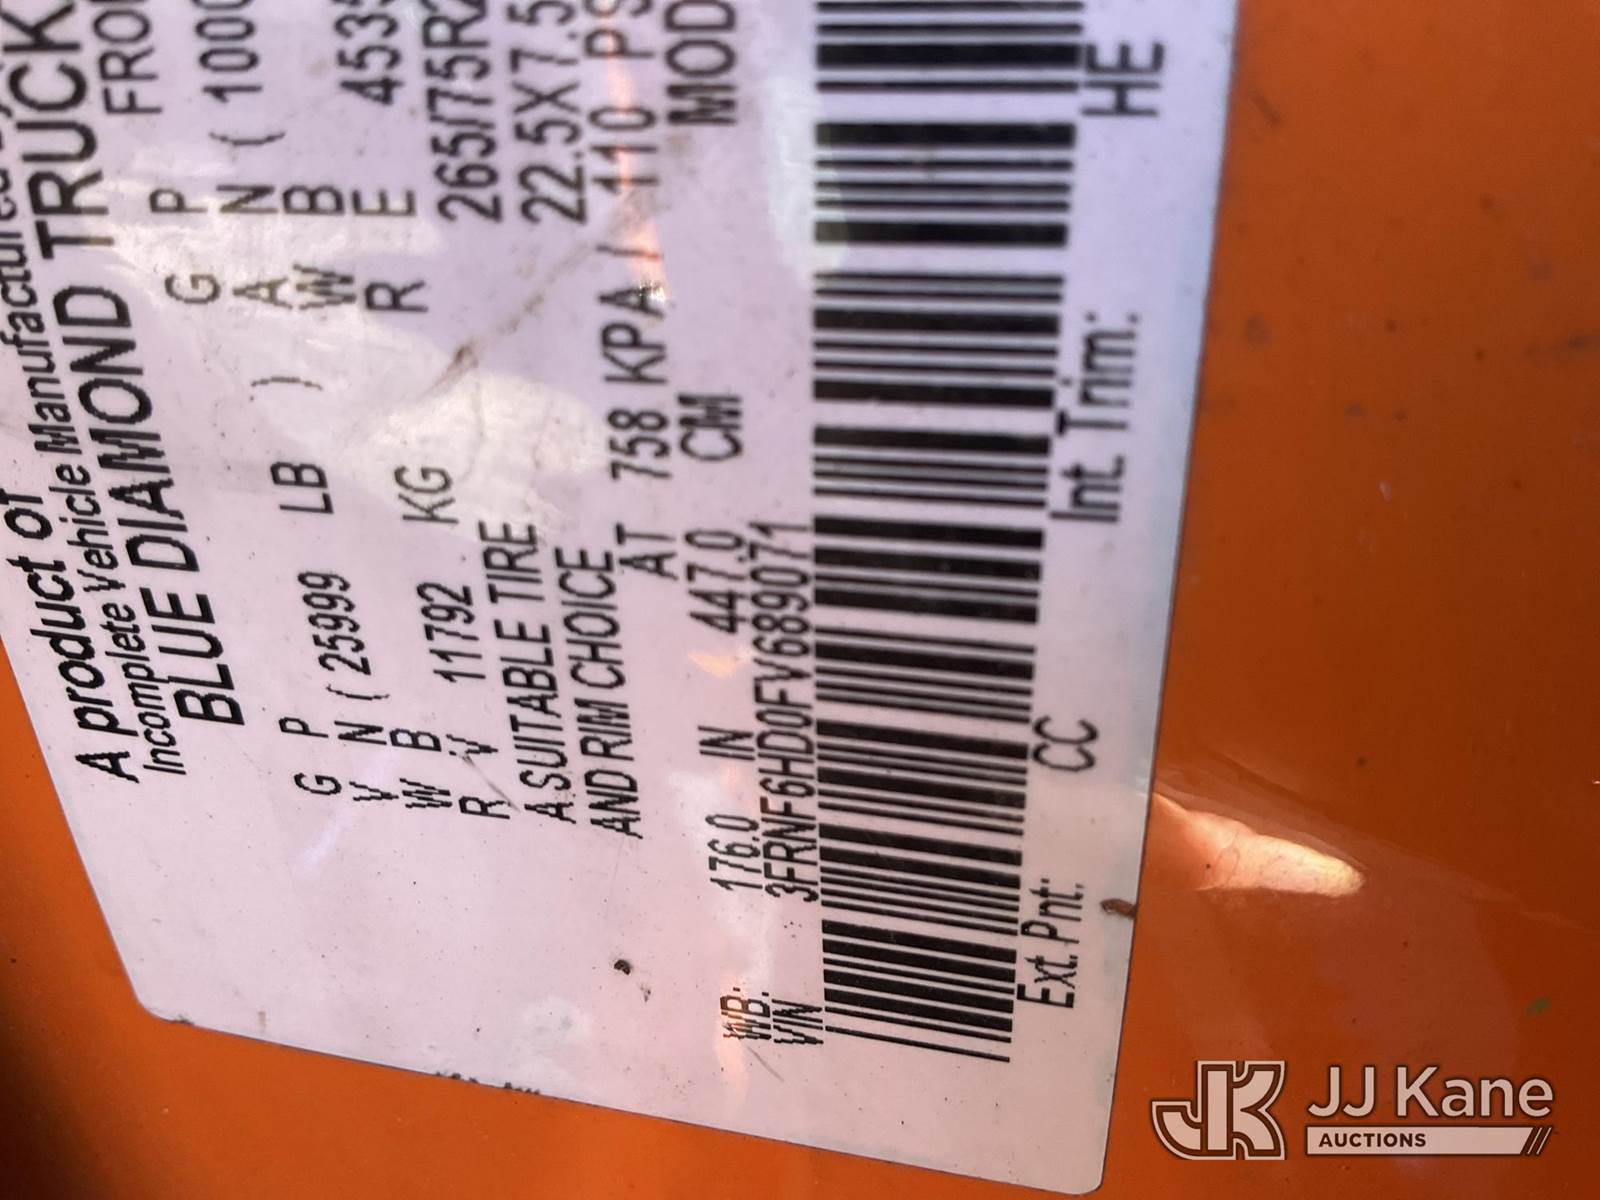 A product of
Incomplete Vehicle Manufactured
BLUE DIAMOND TRUCK
G P FRO
V N ( 25999 LB ) G P
W B A N ( 1000
R V 11792 KG W B
A SUITABLE TIRE R E 453
AND RIM CHOICE 265/75R2
22.5X7.5
AT 758 KPA / 110 PS
WB: 176.0 IN 447.0 CM MOD
VIN 3FRNF6HD0FV689071
Ext. Pnt: CC Int. Trim: HE
JK JJ Kane
AUCTIONS